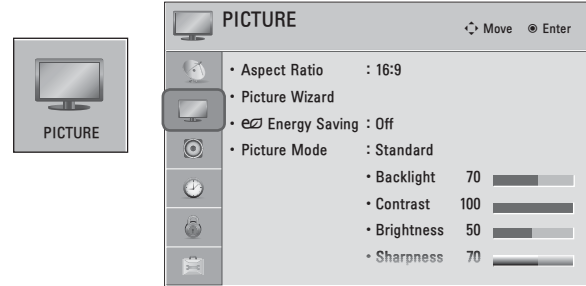 PICTURE
PICTURE
Move Enter
• Aspect Ratio : 16:9
• Picture Wizard
• Energy Saving : Off
• Picture Mode : Standard
• Backlight 70
• Contrast 100
• Brightness 50
• Sharpness 70